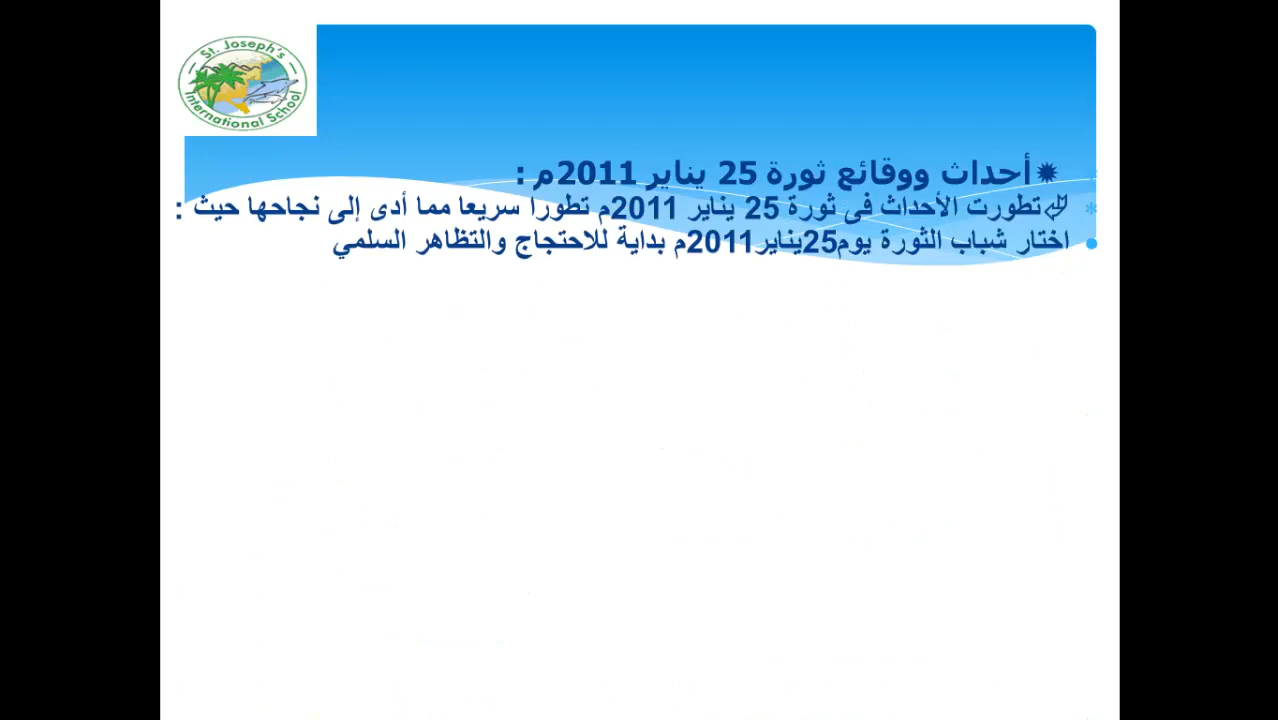 St. Joseph's
International School
أحداث ووقائع ثورة 25 يناير 2011م :
تطورت الأحداث فى ثورة 25 يناير 2011م تطورا سريعا مما أدى إلى نجاحها حيث :
اختار شباب الثورة يوم25يناير2011م بداية للاحتجاج والتظاهر السلمي